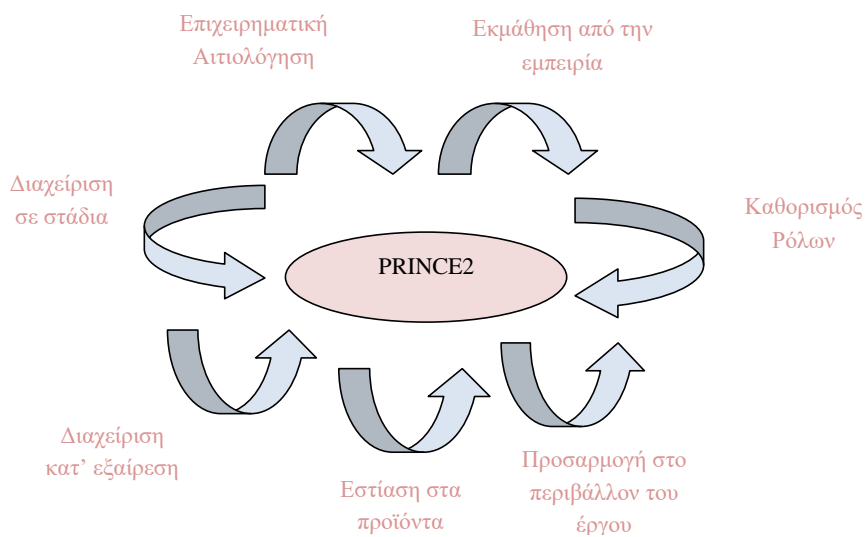 Επιχειρηματική
Αιτιολόγηση
Εκμάθηση από την
εμπειρία
Διαχείριση
σε στάδια
Καθορισμός
Ρόλων
PRINCE2
Διαχείριση
κατ’ εξαίρεση
Εστίαση στα
προϊόντα
Προσαρμογή στο
περιβάλλον του
έργου